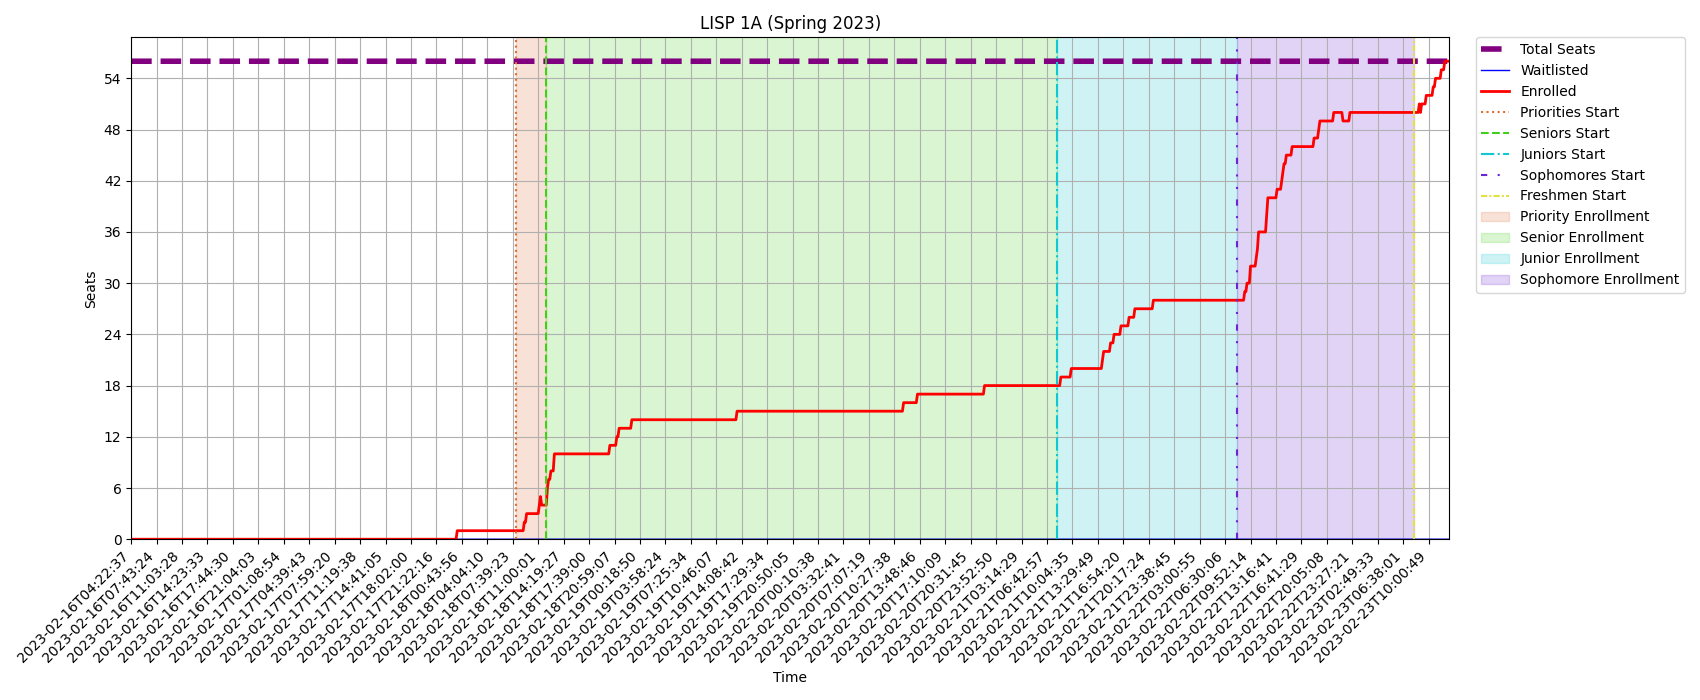 LISP 1A (Spring 2023)
Seats
54
48
42
36
30
24
18
12
6
0
2023-02-16T04:22:37
2023-02-16T07:43:24
2023-02-16T11:03:28
2023-02-16T14:23:33
2023-02-16T17:44:30
2023-02-16T21:04:03
2023-02-17T01:08:54
2023-02-17T04:39:43
2023-02-17T07:59:20
2023-02-17T11:19:38
2023-02-17T14:41:05
2023-02-17T18:02:00
2023-02-17T21:22:16
2023-02-18T00:43:56
2023-02-18T04:04:10
2023-02-18T07:39:23
2023-02-18T11:00:01
2023-02-18T14:19:27
2023-02-18T17:39:00
2023-02-18T20:59:07
2023-02-19T00:18:50
2023-02-19T03:58:24
2023-02-19T07:25:34
2023-02-19T10:46:07
2023-02-19T14:08:42
2023-02-19T17:29:34
2023-02-19T20:50:05
2023-02-20T00:10:38
2023-02-20T03:32:41
2023-02-20T07:07:19
2023-02-20T10:27:38
2023-02-20T13:48:46
2023-02-20T17:10:09
2023-02-20T20:31:45
2023-02-20T23:52:50
2023-02-21T03:14:29
2023-02-21T06:42:57
2023-02-21T10:04:35
2023-02-21T13:29:49
2023-02-21T16:54:20
2023-02-21T20:17:24
2023-02-21T23:38:45
2023-02-22T03:00:55
2023-02-22T06:30:06
2023-02-22T09:52:14
2023-02-22T13:16:41
2023-02-22T16:41:29
2023-02-22T20:05:08
2023-02-22T23:27:21
2023-02-23T02:49:33
2023-02-23T06:38:01
2023-02-23T10:00:49
Time
Total Seats
Waitlisted
Enrolled
Priorities Start
Seniors Start
Juniors Start
Sophomores Start
Freshmen Start
Priority Enrollment
Senior Enrollment
Junior Enrollment
Sophomore Enrollment